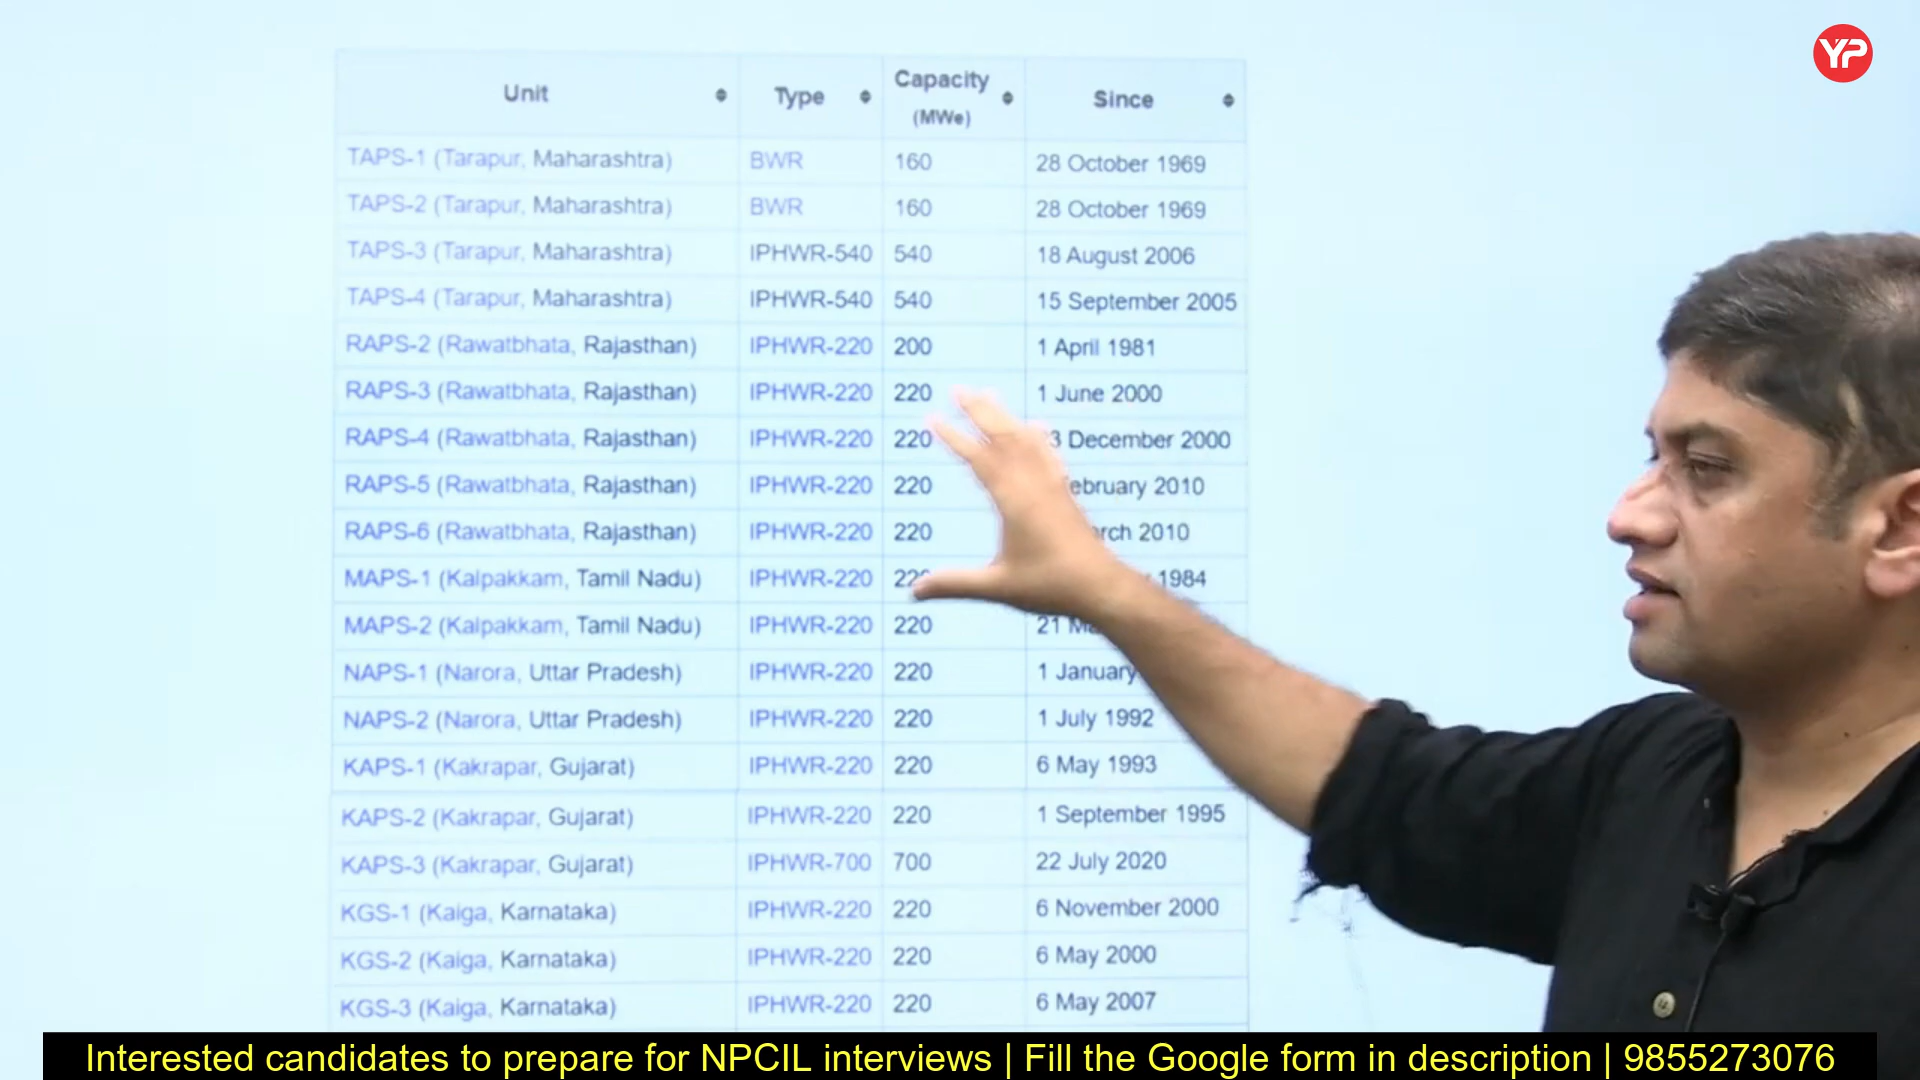 YP
Unit Type Capacity (MWe) Since
TAPS-1 (Tarapur, Maharashtra) BWR 160 28 October 1969
TAPS-2 (Tarapur, Maharashtra) BWR 160 28 October 1969
TAPS-3 (Tarapur, Maharashtra) IPHWR-540 540 18 August 2006
TAPS-4 (Tarapur, Maharashtra) IPHWR-540 540 15 September 2005
RAPS-2 (Rawatbhata, Rajasthan) IPHWR-220 200 1 April 1981
RAPS-3 (Rawatbhata, Rajasthan) IPHWR-220 220 1 June 2000
RAPS-4 (Rawatbhata, Rajasthan) IPHWR-220 220 December 2000
RAPS-5 (Rawatbhata, Rajasthan) IPHWR-220 220 2010
RAPS-6 (Rawatbhata, Rajasthan) IPHWR-220 220 2010
MAPS-1 (Kalpakkam, Tamil Nadu) IPHWR-220 1984
MAPS-2 (Kalpakkam, Tamil Nadu) IPHWR-220 220 21
NAPS-1 (Narora, Uttar Pradesh) IPHWR-220 220 1 January
NAPS-2 (Narora, Uttar Pradesh) IPHWR-220 220 1 July 1992
KAPS-1 (Kakrapar, Gujarat) IPHWR-220 220 6 May 1993
KAPS-2 (Kakrapar, Gujarat) IPHWR-220 220 1 September 1995
KAPS-3 (Kakrapar, Gujarat) IPHWR-700 700 22 July 2020
KGS-1 (Kaiga, Karnataka) IPHWR-220 220 6 November 2000
KGS-2 (Kaiga, Karnataka) IPHWR-220 220 6 May 2000
KGS-3 (Kaiga, Karnataka) IPHWR-220 220 6 May 2007
Interested candidates to prepare for NPCIL interviews | Fill the Google form in description | 9855273076